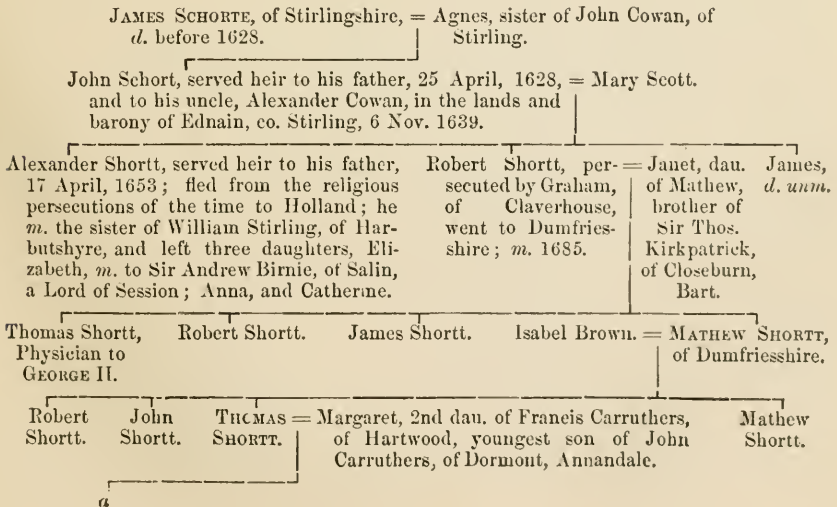 JAMES SCHORTE, of Stirlingshire, = Agnes, sister of John Cowan, of
d. before 1628. Stirling.
John Schort, served heir to his father, 25 April, 1628, = Mary Scott.
and to his uncle, Alexander Cowan, in the lands and
barony of Ednain, co. Stirling, 6 Nov. 1639.
Alexander Shortt, served heir to his father,
17 April, 1653; fled from the religious
persecutions of the time to Holland; he
m. the sister of William Stirling, of Har-
butshyre, and left three daughters, Eli-
zabeth, m. to Sir Andrew Birnie, of Salin,
a Lord of Session; Anna, and Catherine.
Robert Shortt, per-
secuted by Graham,
of Claverhouse,
went to Dumfries-
shire; m. 1685.
= Janet, dau.
of Mathew,
brother of
Sir Thos.
Kirkpatrick,
of Closeburn,
Bart.
James,
d. unm.
Thomas Shortt,
Physician to
GEORGE II.
Robert Shortt.
James Shortt.
Isabel Brown. = MATHEW SHORTT,
of Dumfriesshire.
Robert
Shortt.
John
Shortt.
THOMAS
SHORTT.
= Margaret, 2nd dau. of Francis Carruthers,
of Hartwood, youngest son of John
Carruthers, of Dormont, Annandale.
Mathew
Shortt.
a